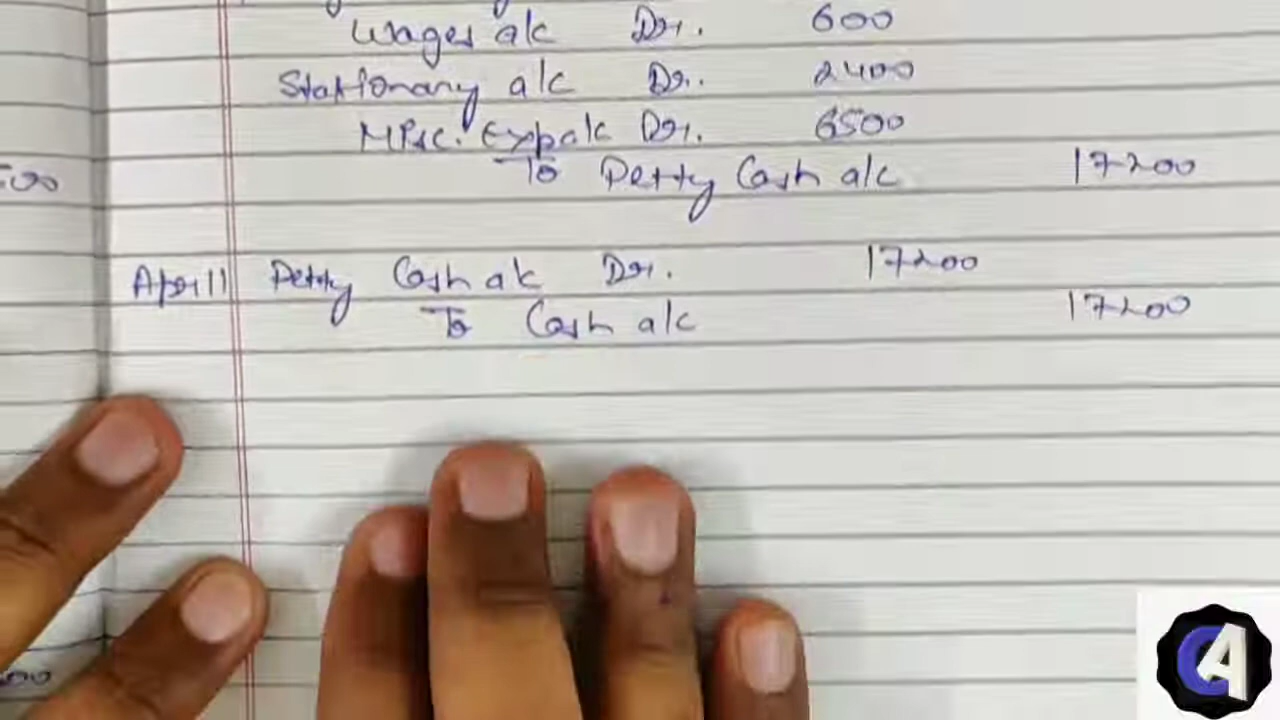 Wages a/c Dr. 600
Stationary a/c Dr. 2400
Misc. Exp a/c Dr. 6500
To Petty Cash a/c 17200
April 1 Petty Cash a/c Dr. 17200
To Cash a/c 17200
CA